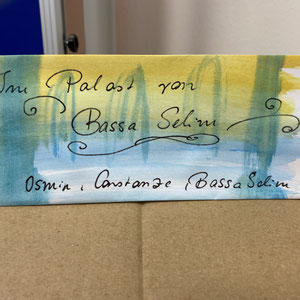 Im Palast von
Bassa Selim
Osmin, Constanze, Bassa Selim